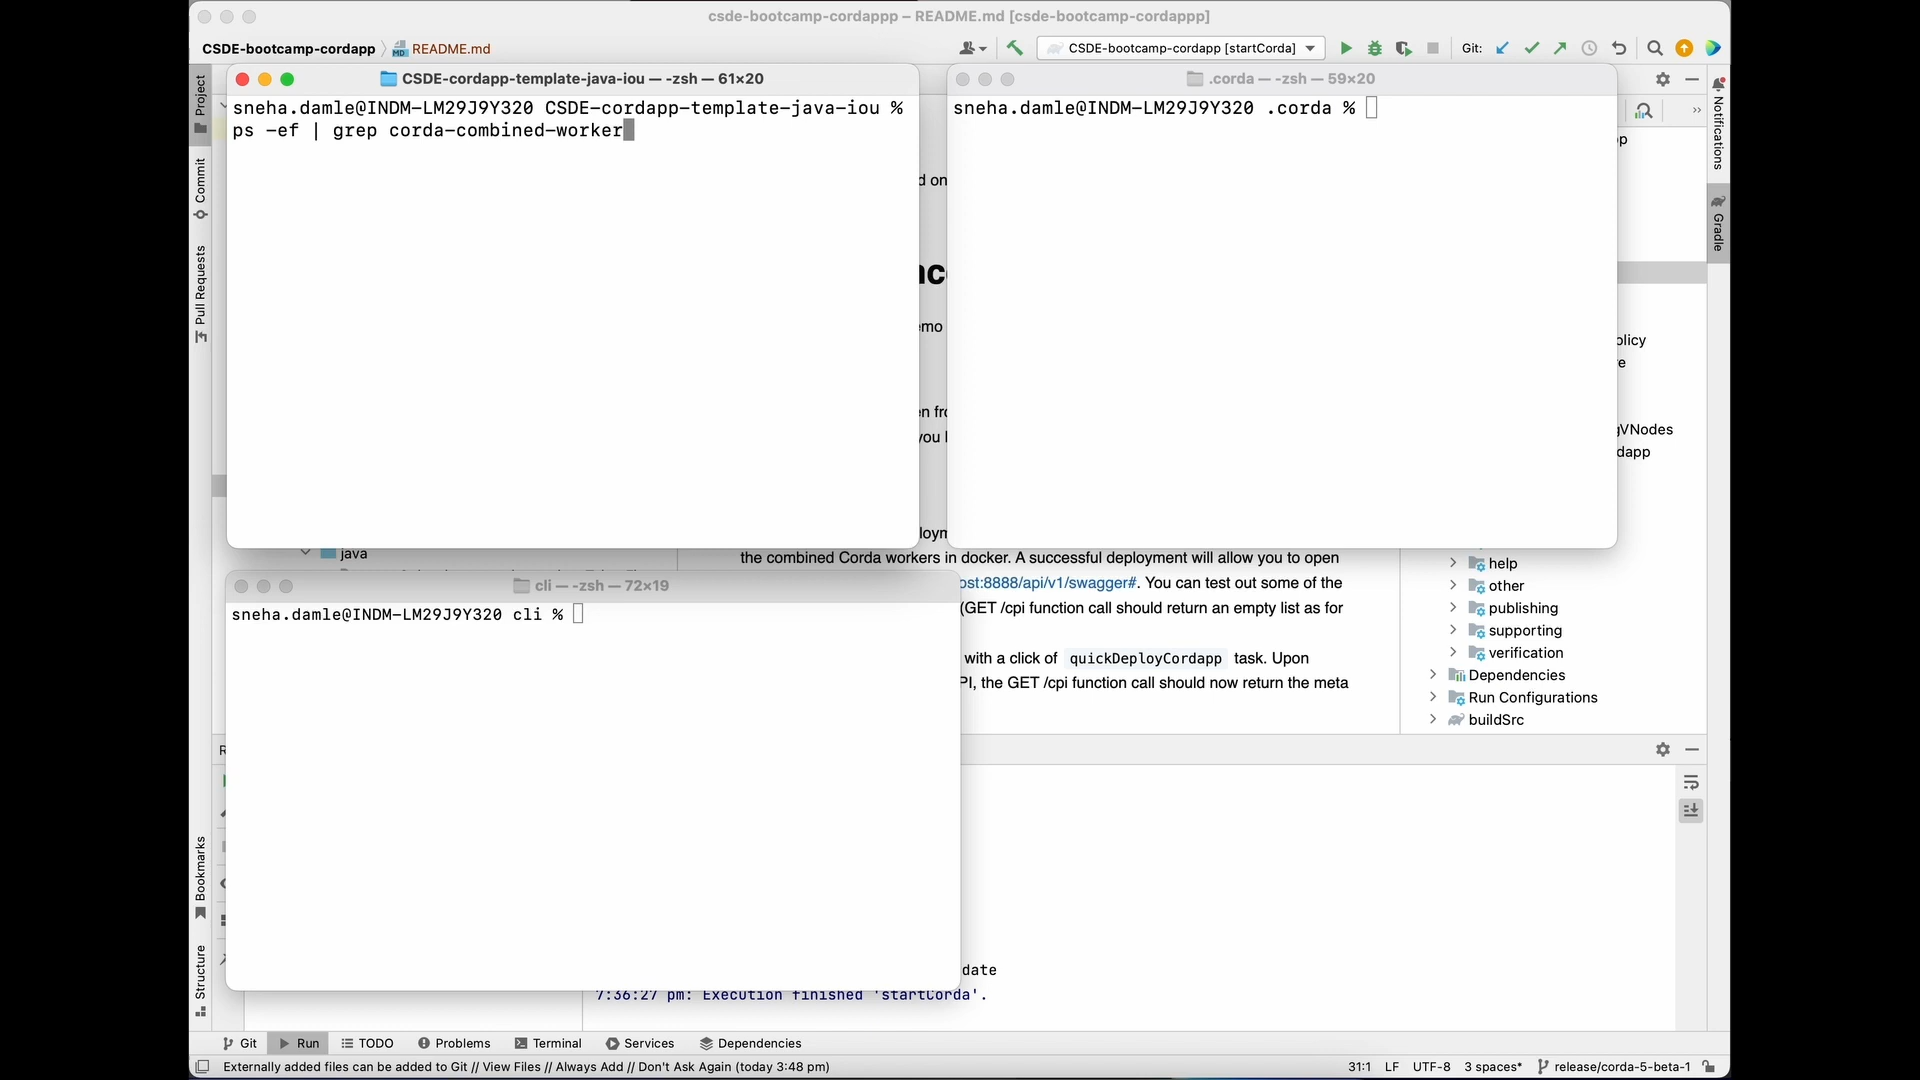 csde-bootcamp-cordappp – README.md [csde-bootcamp-cordappp]
CSDE-bootcamp-cordapp
README.md
CSDE-bootcamp-cordapp [startCorda]
Git:
CSDE-cordapp-template-java-iou — -zsh — 61×20
sneha.damle@INDM-LM29J9Y320 CSDE-cordapp-template-java-iou %
ps -ef | grep corda-combined-worker
.corda — -zsh — 59×20
sneha.damle@INDM-LM29J9Y320 .corda %
Project
Commit
Pull Requests
Bookmarks
Structure
Notifications
Gradle
p
d on
nc
emo
en fro
you l
loym
olicy
e
gVNodes
dapp
java
the combined Corda workers in docker. A successful deployment will allow you to open
ost:8888/api/v1/swagger#. You can test out some of the
(GET /cpi function call should return an empty list as for
with a click of quickDeployCordapp task. Upon
PI, the GET /cpi function call should now return the meta
help
other
publishing
supporting
verification
Dependencies
Run Configurations
buildSrc
cli — -zsh — 72×19
sneha.damle@INDM-LM29J9Y320 cli %
R
date
7:36:27 pm: Execution finished 'startCorda'.
Git
Run
TODO
Problems
Terminal
Services
Dependencies
Externally added files can be added to Git // View Files // Always Add // Don't Ask Again (today 3:48 pm)
31:1 LF UTF-8 3 spaces* release/corda-5-beta-1